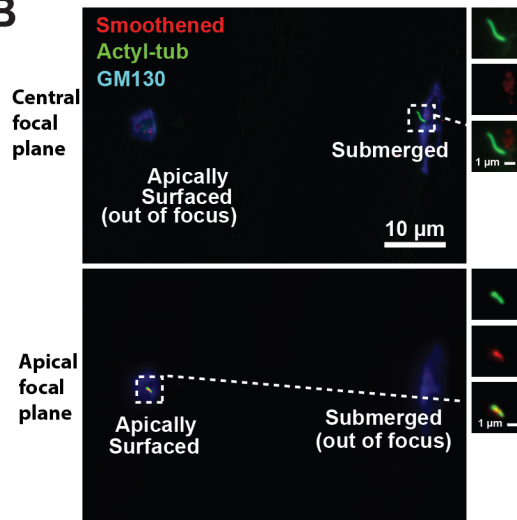 B
Smoothened
Actyl-tub
GM130
Central
focal
plane
Apically
Surfaced
(out of focus)
Submerged
10 µm
1 µm
Apical
focal
plane
Apically
Surfaced
Submerged
(out of focus)
1 µm